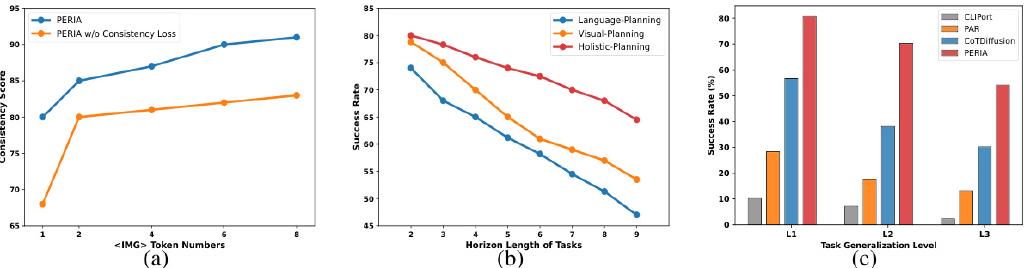 95
90
85
80
75
70
65
Consistency Score
PERIA
PERIA w/o Consistency Loss
1 2 4 6 8
<IMG> Token Numbers
(a)
85
80
75
70
65
60
55
50
45
Success Rate
Language-Planning
Visual-Planning
Holistic-Planning
2 3 4 5 6 7 8 9
Horizon Length of Tasks
(b)
80
70
60
50
40
30
20
10
0
Success Rate (%)
CLIPort
PAR
CoTDiffusion
PERIA
L1 L2 L3
Task Generalization Level
(c)